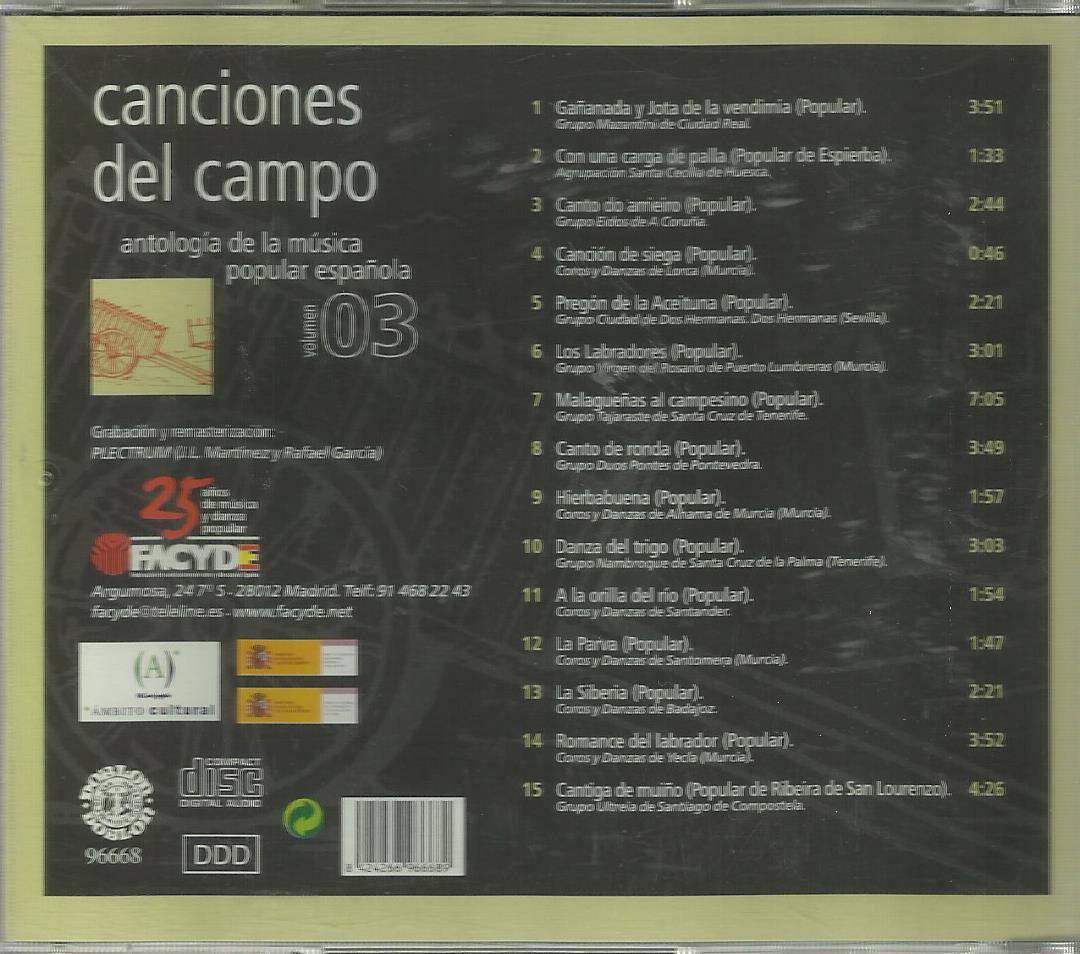 canciones
del campo
antología de la música
popular española
volumen 03
Grabación y remasterización:
PLECTRUM (J.L. Martínez y Rafael García)
25 años
de música
y danza
popular
FACYDE
Argumosa, 24 7º S - 28012 Madrid. Telf: 91 468 22 43
facyde@teleline.es - www.facyde.net
(A)
ÁMBITO cultural
COMPACT
disc
DIGITAL AUDIO
96668
DDD
8 424266 966689
1 Gañanada y Jota de la vendimia (Popular). 3:51
Grupo Mazantini de Ciudad Real.
2 Con una carga de palla (Popular de Espierba). 1:33
Agrupación Santa Cecilia de Huesca.
3 Canto do arrieiro (Popular). 2:44
Grupo Eidos de A Coruña.
4 Canción de siega (Popular). 0:46
Coros y Danzas de Lorca (Murcia).
5 Pregón de la Aceituna (Popular). 2:21
Grupo Ciudad de Dos Hermanas. Dos Hermanas (Sevilla).
6 Los Labradores (Popular). 3:01
Grupo Virgen del Rosario de Puerto Lumbreras (Murcia).
7 Malagueñas al campesino (Popular). 7:05
Grupo Tajaraste de Santa Cruz de Tenerife.
8 Canto de ronda (Popular). 3:49
Grupo Duos Pontes de Pontevedra.
9 Hierbabuena (Popular). 1:57
Coros y Danzas de Alhama de Murcia (Murcia).
10 Danza del trigo (Popular). 3:03
Grupo Nambroque de Santa Cruz de la Palma (Tenerife).
11 A la orilla del río (Popular). 1:54
Coros y Danzas de Santander.
12 La Parva (Popular). 1:47
Coros y Danzas de Santomera (Murcia).
13 La Siberia (Popular). 2:21
Coros y Danzas de Badajoz.
14 Romance del labrador (Popular). 3:52
Coros y Danzas de Yecla (Murcia).
15 Cantiga de muiño (Popular de Ribeira de San Lourenzo). 4:26
Grupo Ultreia de Santiago de Compostela.